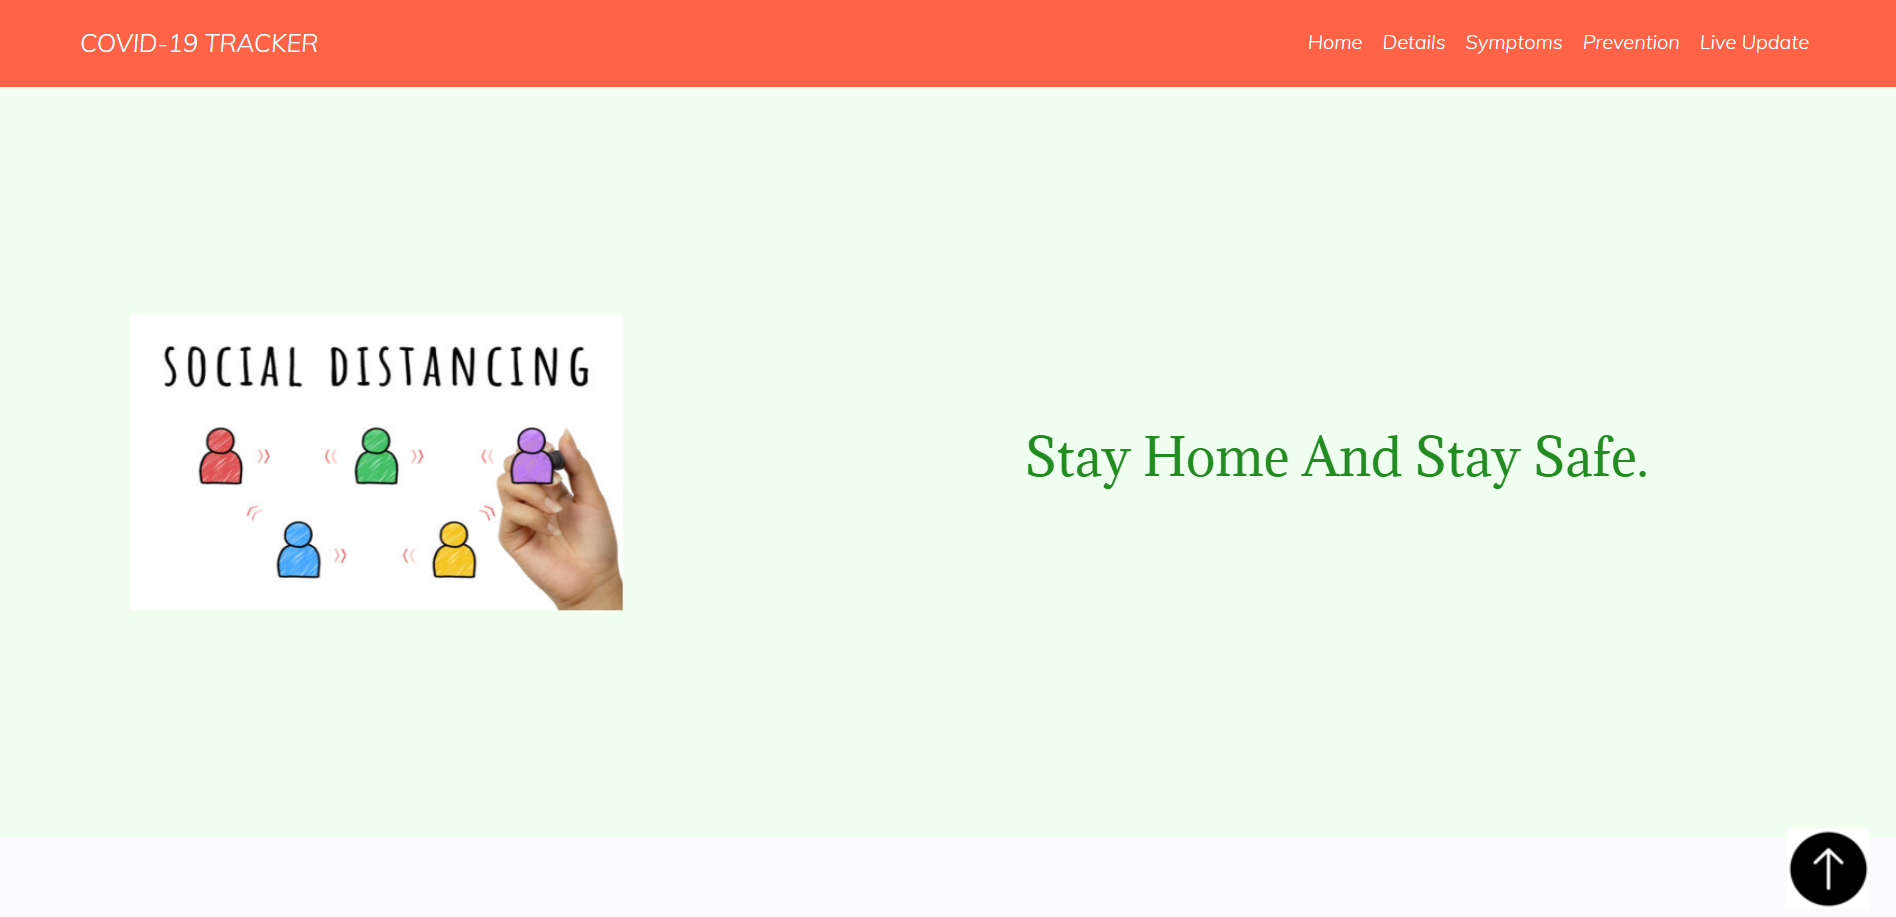 COVID-19 TRACKER
Home Details Symptoms Prevention Live Update
SOCIAL DISTANCING
Stay Home And Stay Safe.